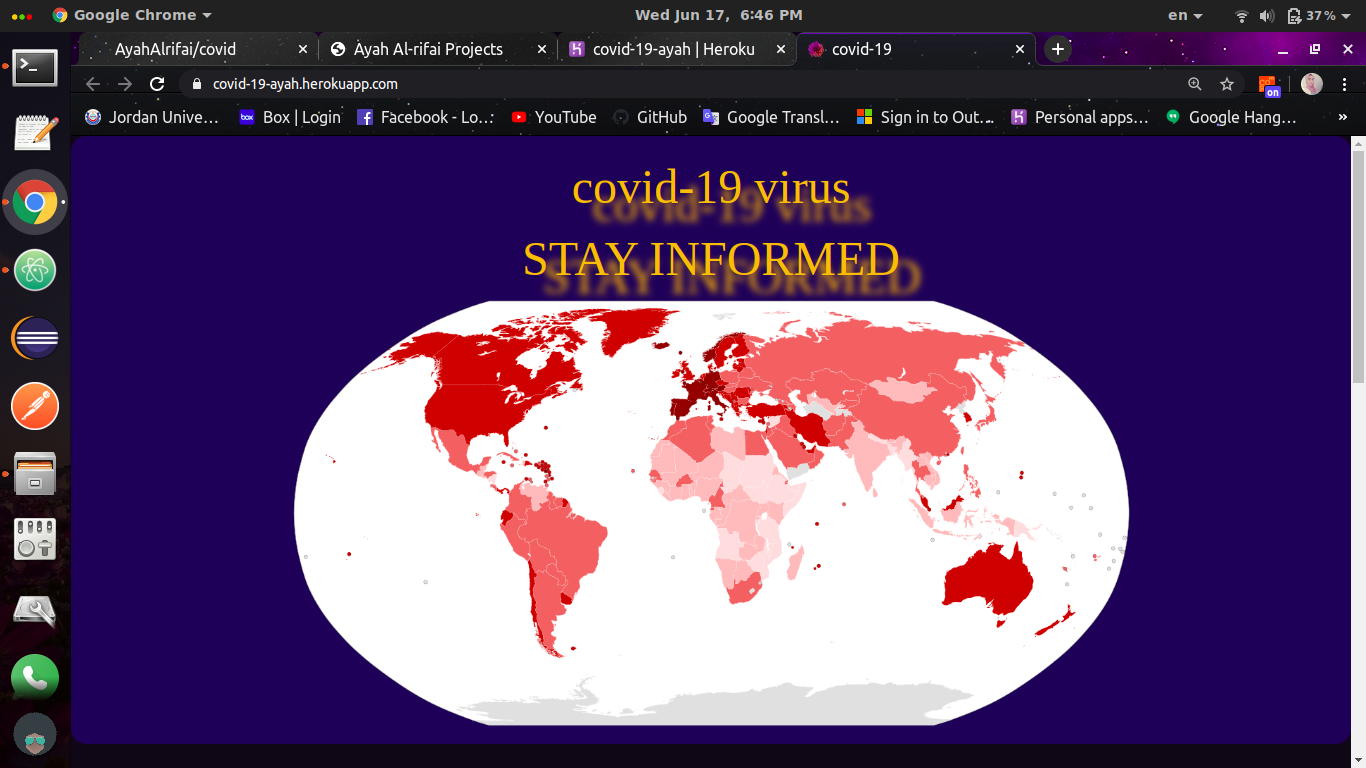 Google Chrome
Wed Jun 17, 6:46 PM
en
37%
AyahAlrifai/covid
Ayah Al-rifai Projects
covid-19-ayah | Heroku
covid-19
covid-19-ayah.herokuapp.com
on
Jordan Unive…
box
Box | Login
Facebook - Lo…
YouTube
GitHub
Google Transl…
Sign in to Out…
Personal apps…
Google Hang…
»
covid-19 virus
STAY INFORMED